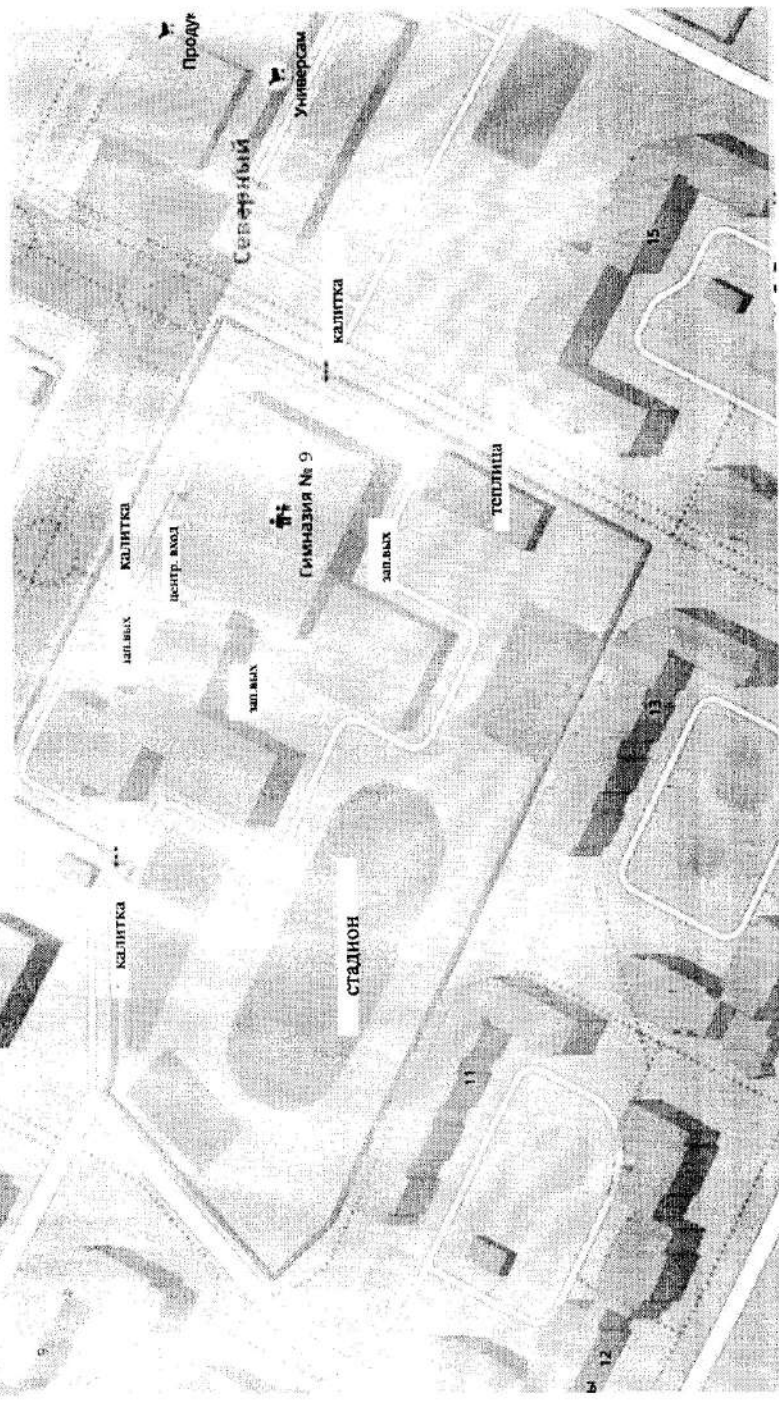 Продук
Универсам
Северный
калитка
15
калитка
центр. вход
Гимназия № 9
зап.вых
теплица
зап.вых
зап.вых
13
калитка
стадион
11
9
12
ы